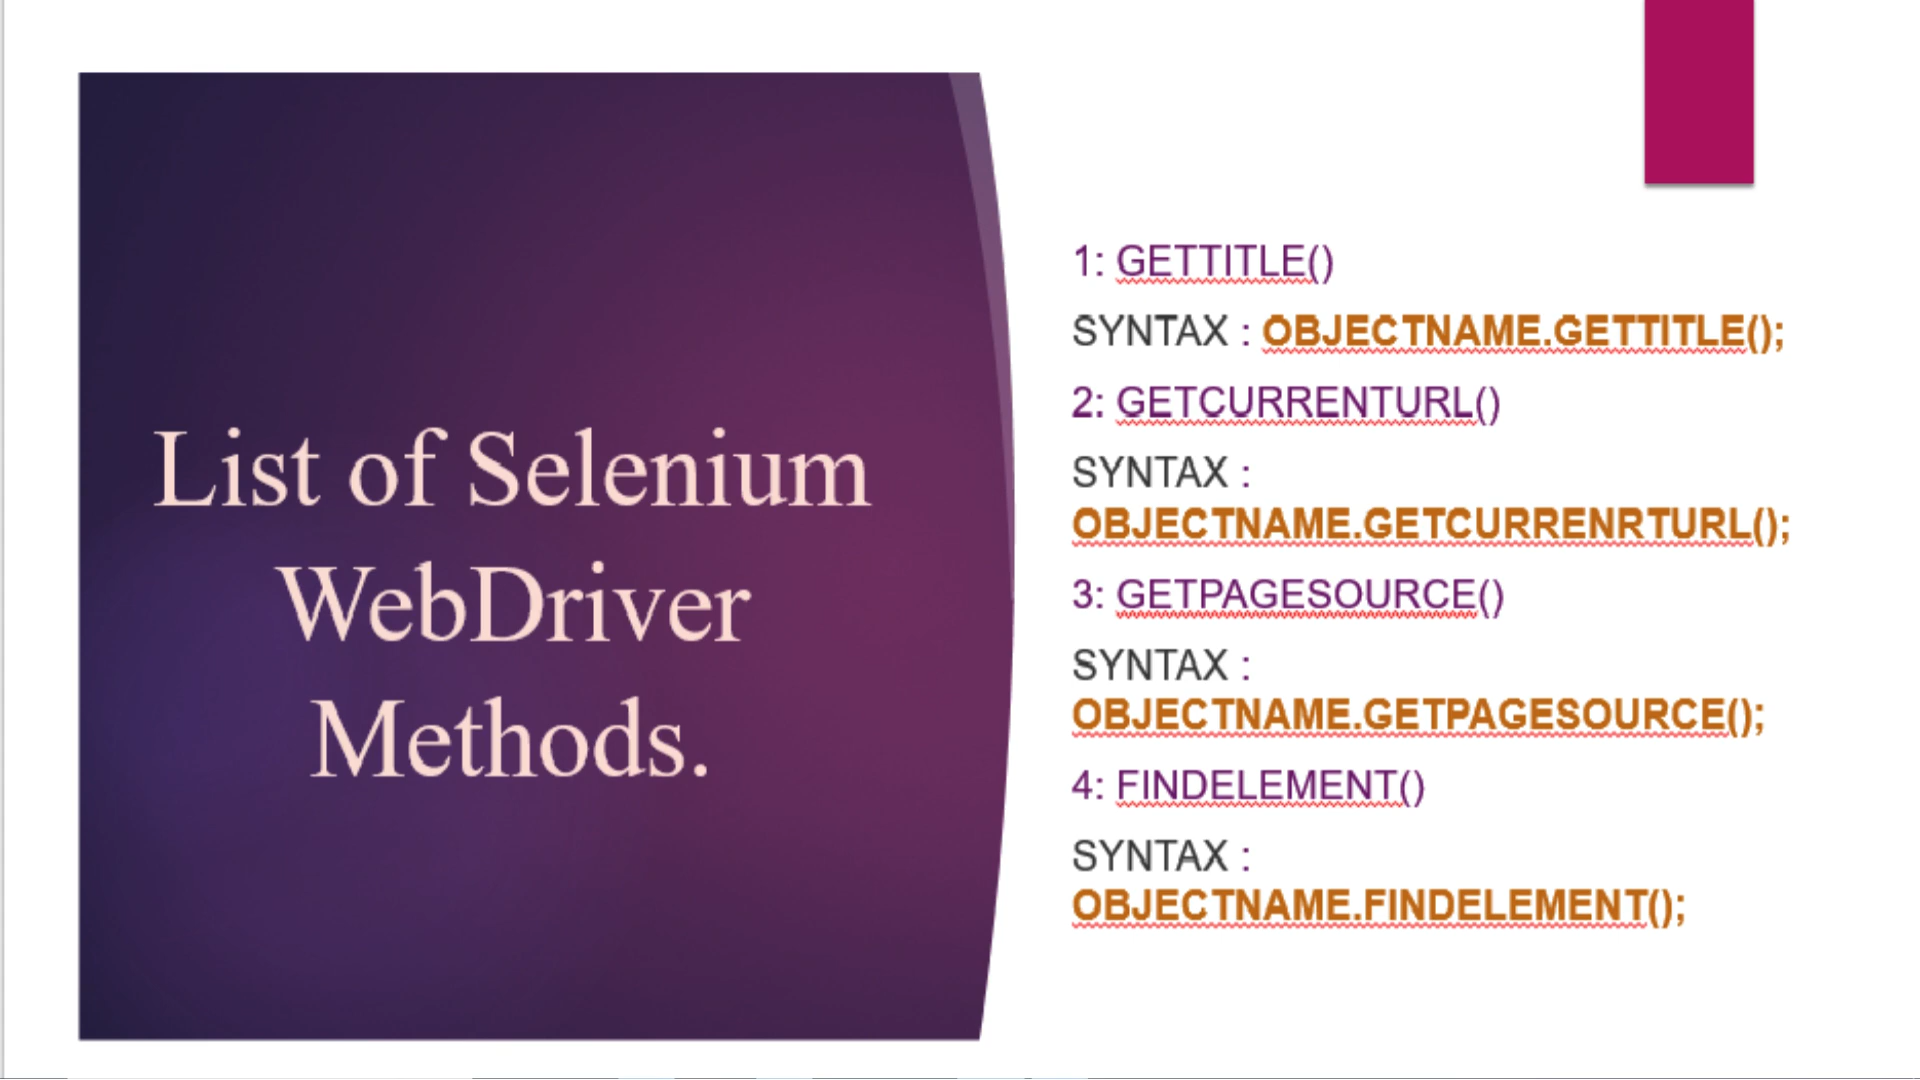 List of Selenium
WebDriver
Methods.
1: GETTITLE()
SYNTAX : OBJECTNAME.GETTITLE();
2: GETCURRENTURL()
SYNTAX :
OBJECTNAME.GETCURRENRTURL();
3: GETPAGESOURCE()
SYNTAX :
OBJECTNAME.GETPAGESOURCE();
4: FINDELEMENT()
SYNTAX :
OBJECTNAME.FINDELEMENT();